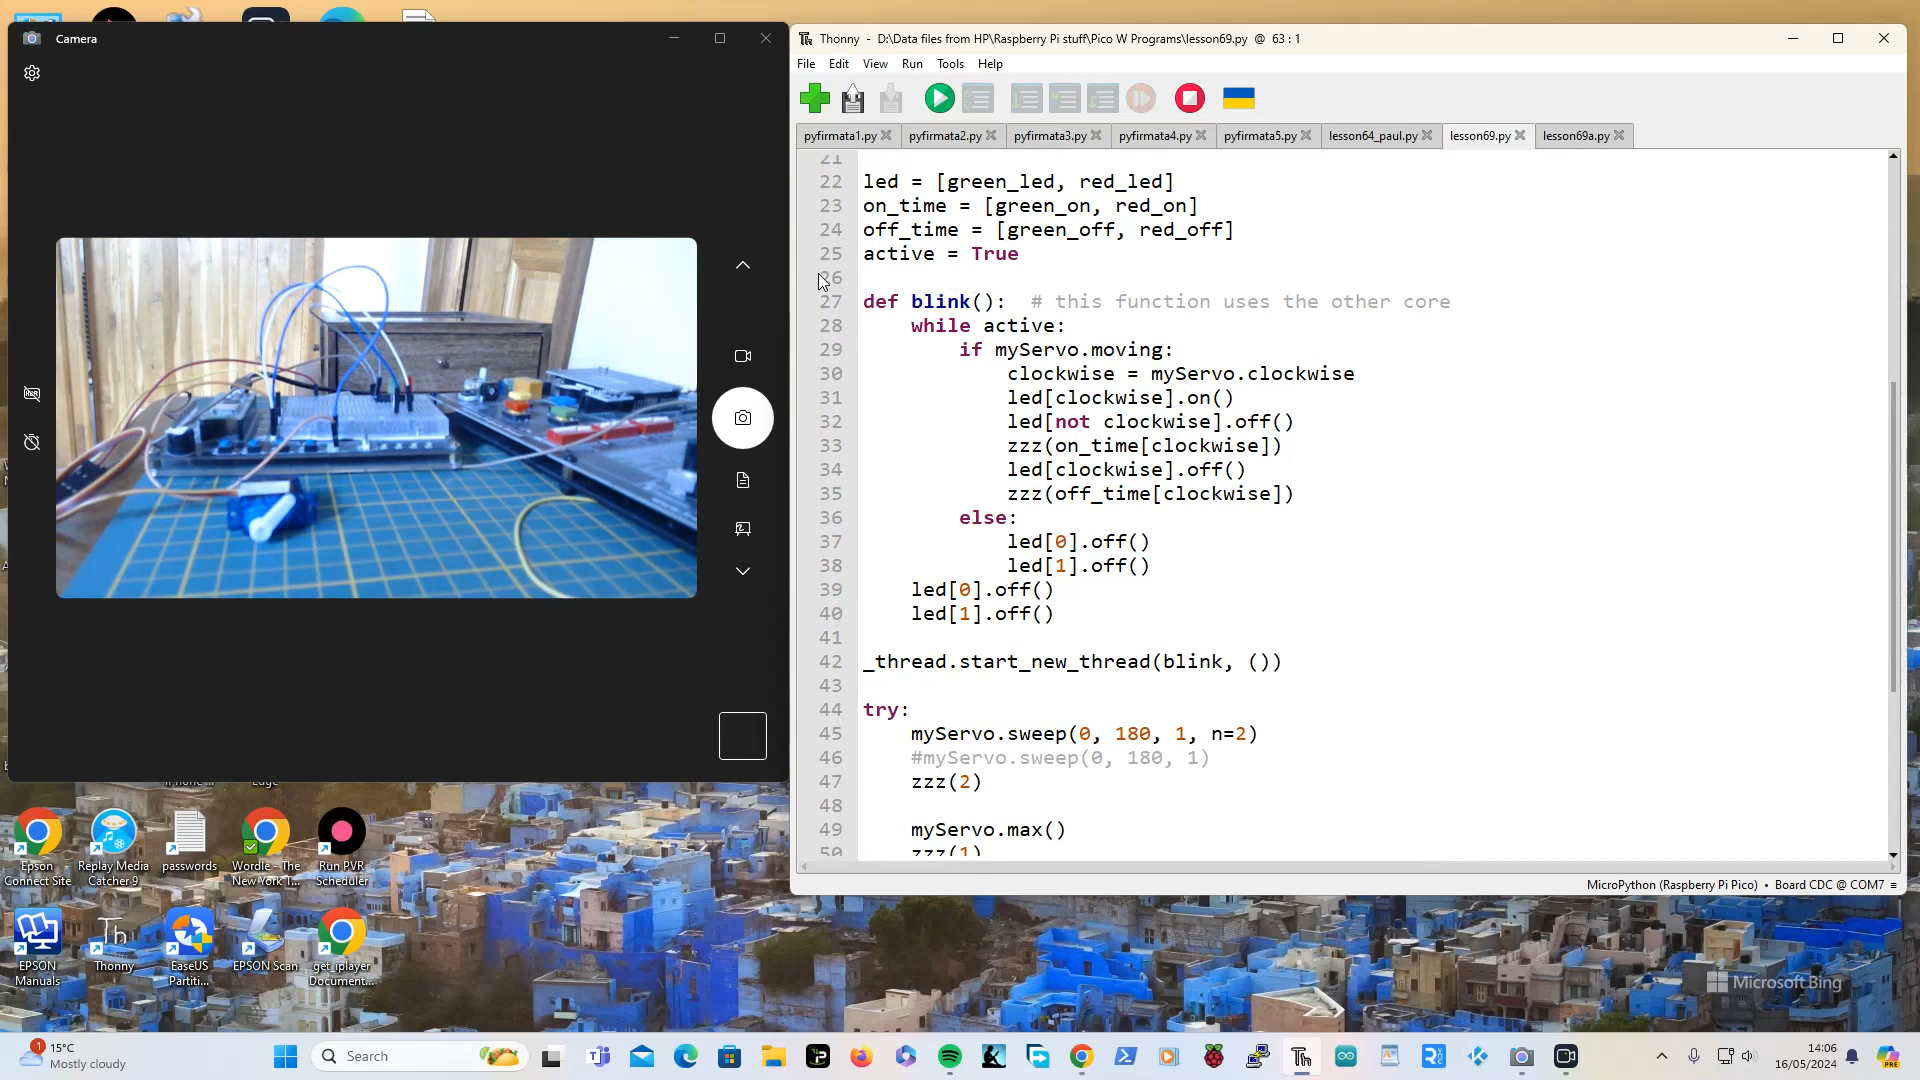 Camera
Thonny - D:\Data files from HP\Raspberry Pi stuff\Pico W Programs\lesson69.py @ 63 : 1
File Edit View Run Tools Help
pyfirmata1.py pyfirmata2.py pyfirmata3.py pyfirmata4.py pyfirmata5.py lesson64_paul.py lesson69.py lesson69a.py
21
22 led = [green_led, red_led]
23 on_time = [green_on, red_on]
24 off_time = [green_off, red_off]
25 active = True
26
27 def blink():  # this function uses the other core
28     while active:
29         if myServo.moving:
30             clockwise = myServo.clockwise
31             led[clockwise].on()
32             led[not clockwise].off()
33             zzz(on_time[clockwise])
34             led[clockwise].off()
35             zzz(off_time[clockwise])
36         else:
37             led[0].off()
38             led[1].off()
39     led[0].off()
40     led[1].off()
41
42 _thread.start_new_thread(blink, ())
43
44 try:
45     myServo.sweep(0, 180, 1, n=2)
46     #myServo.sweep(0, 180, 1)
47     zzz(2)
48
49     myServo.max()
50     zzz(1)
MicroPython (Raspberry Pi Pico) • Board CDC @ COM7 ≡
Edge
Epson Connect Site
Replay Media Catcher 9
passwords
Wordle - The New York T...
Run PVR Scheduler
EPSON Manuals
Thonny
EaseUS Partiti...
EPSON Scan
get_iplayer Document...
Microsoft Bing
1
15°C
Mostly cloudy
Search
14:06
16/05/2024
PRE